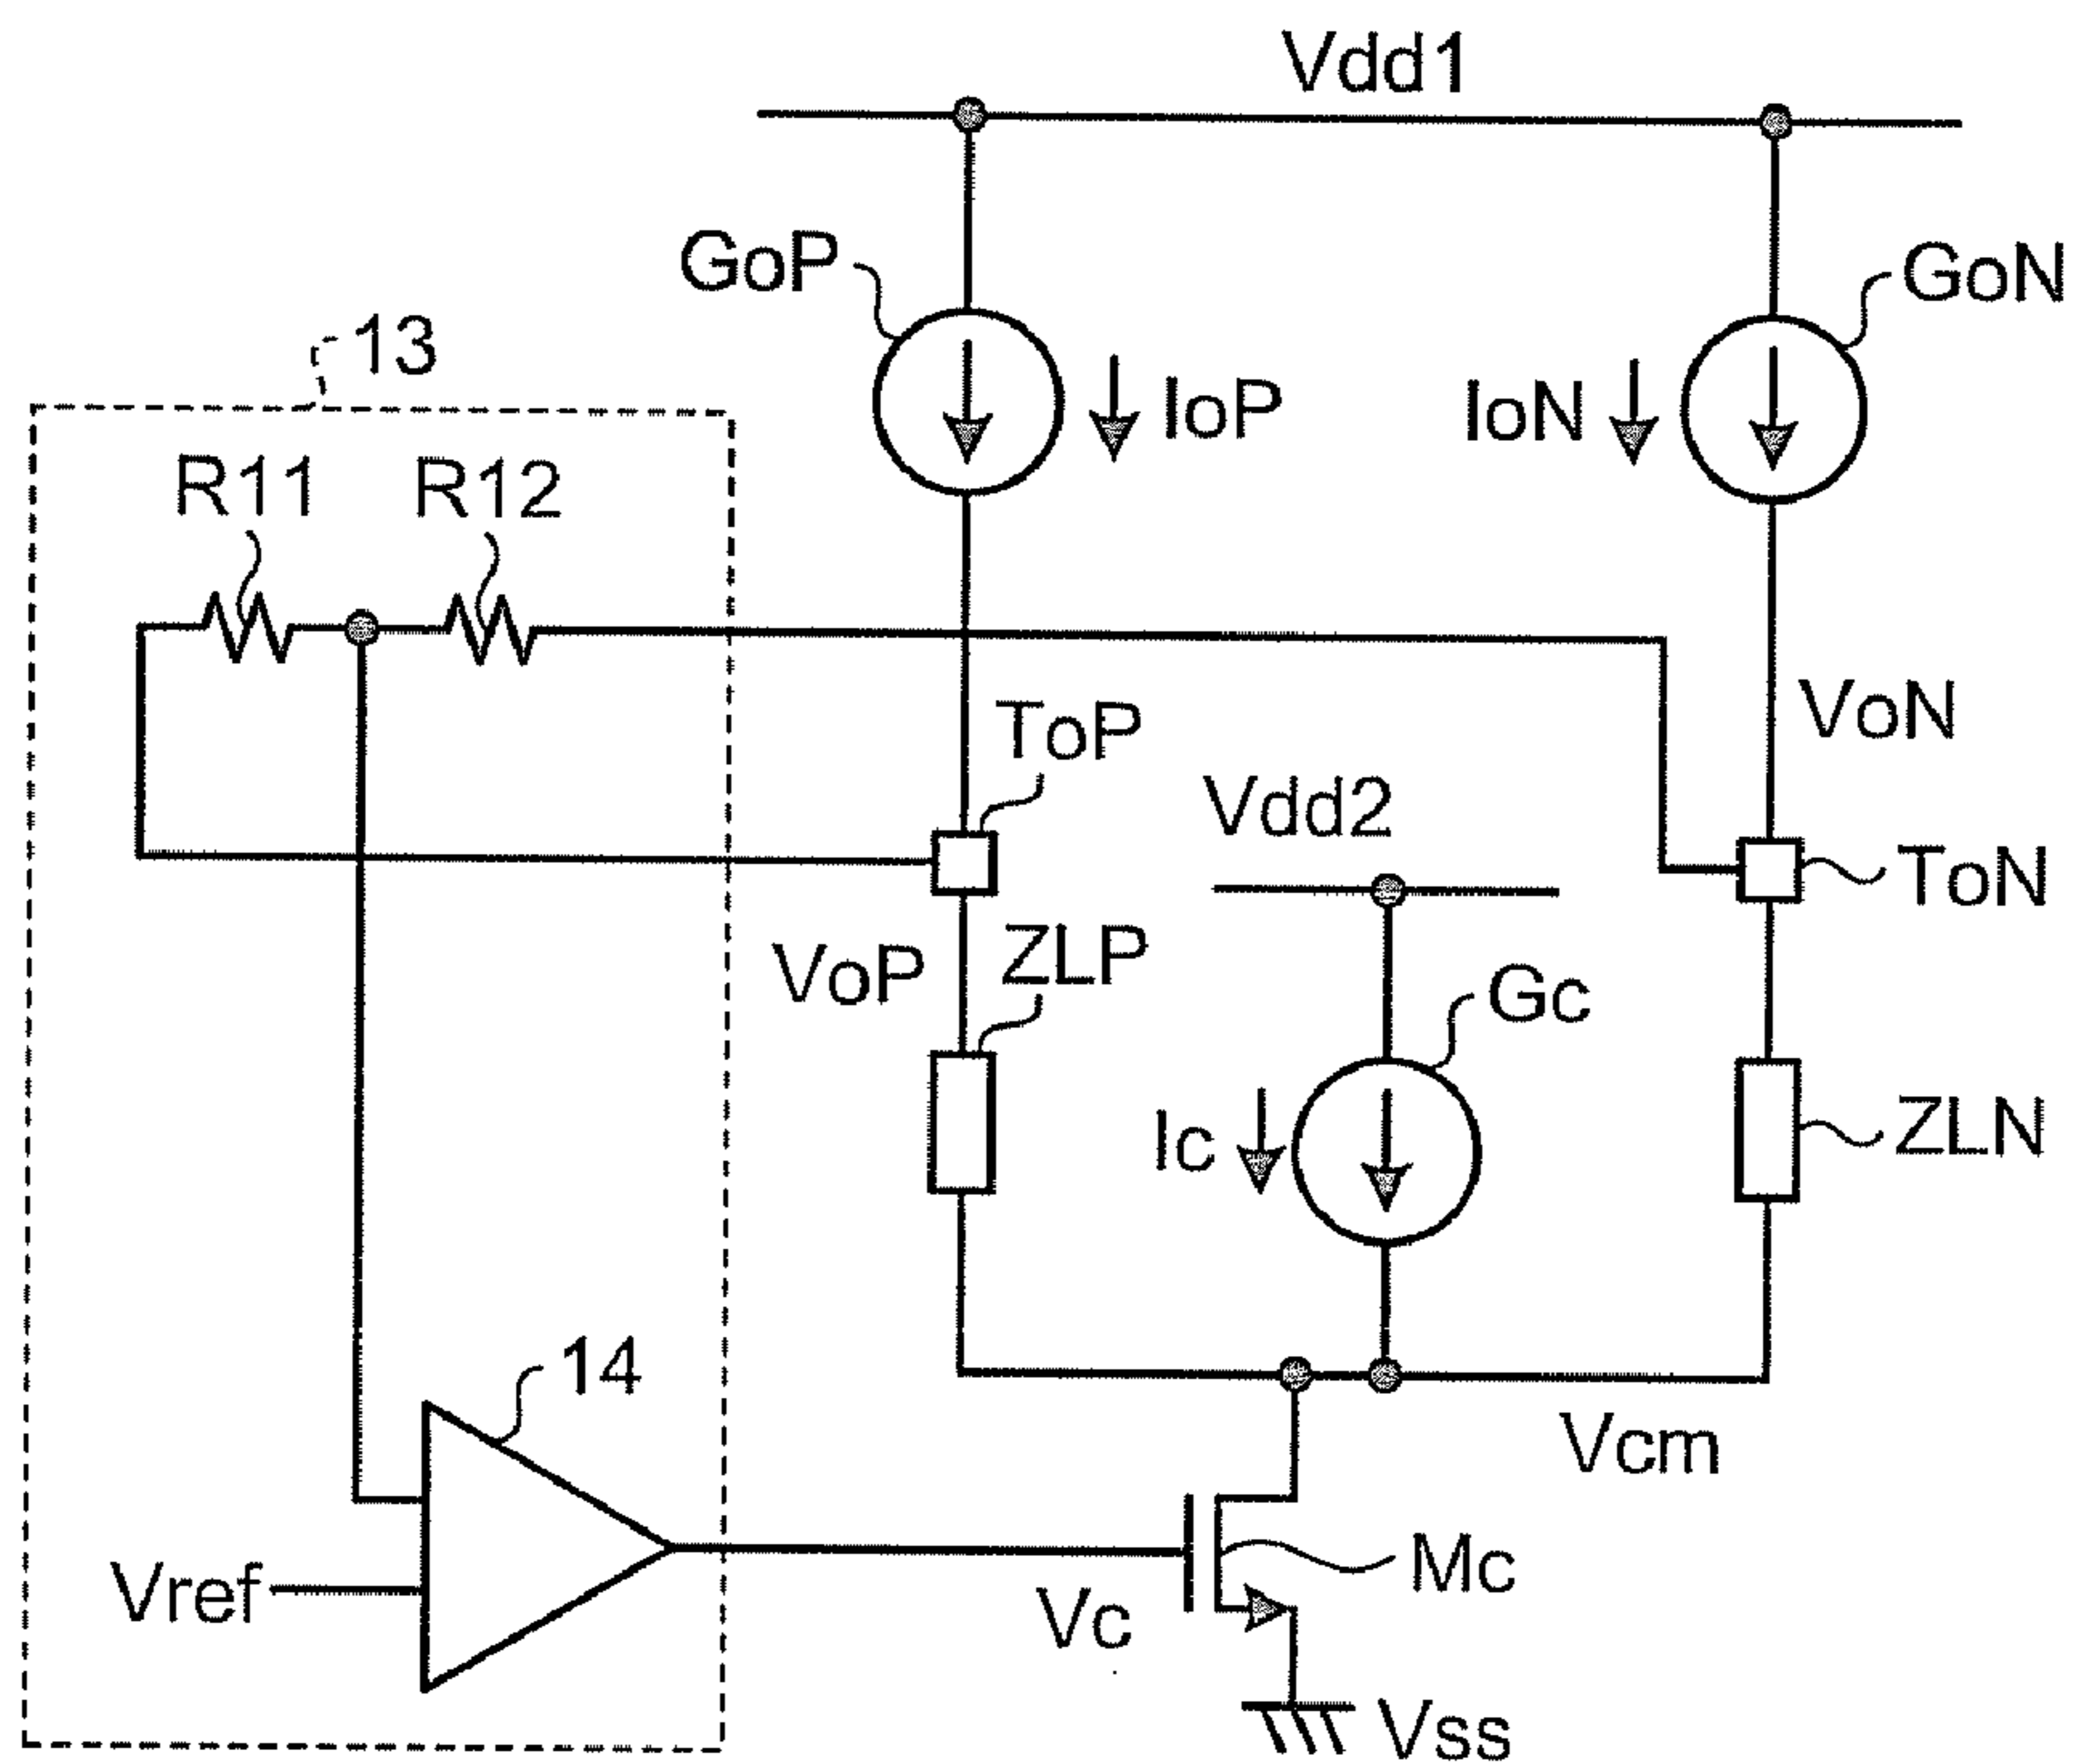 Vdd1
GoP
GoN
13
IoP
IoN
R11
R12
VoN
ToP
Vdd2
ToN
VoP
ZLP
Gc
Ic
ZLN
14
Vcm
Vref
Mc
Vc
Vss